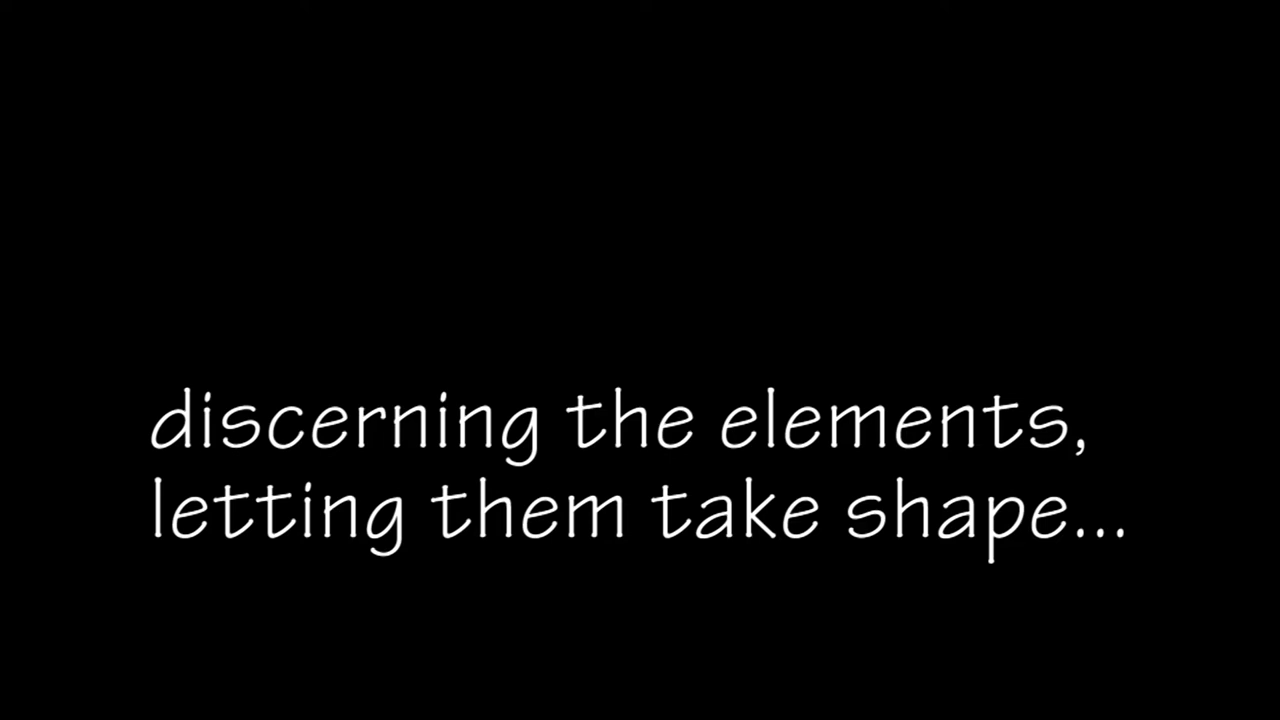 discerning the elements,
letting them take shape...